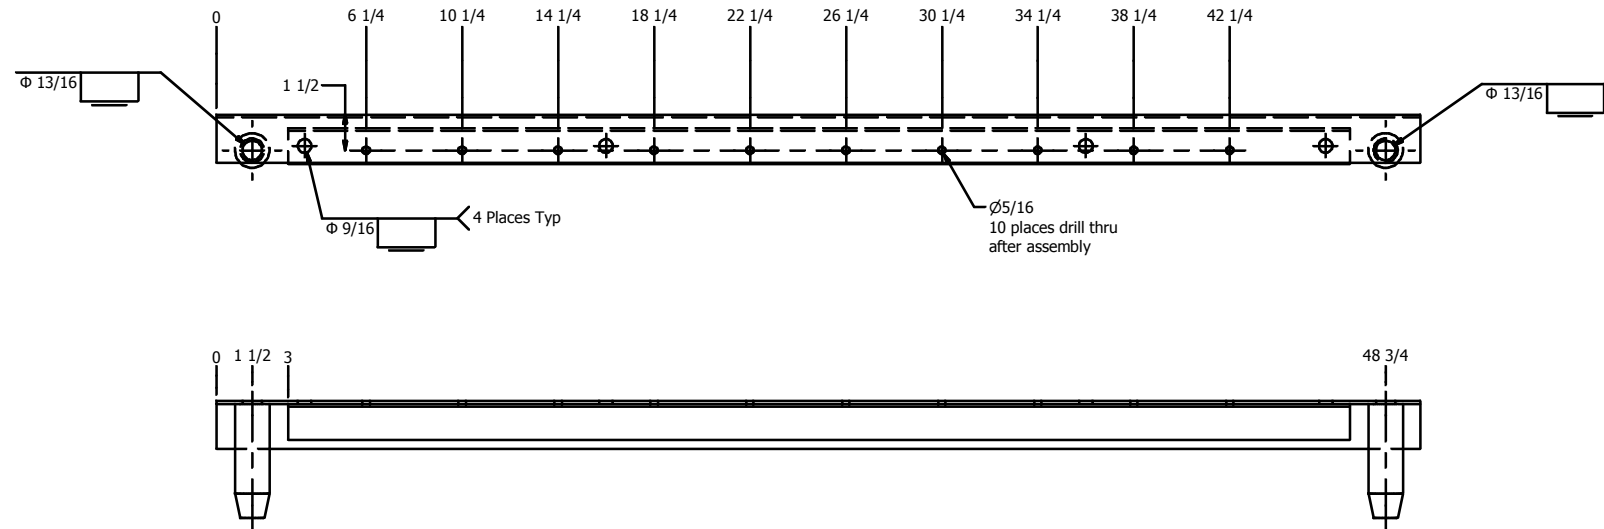 0 6 1/4 10 1/4 14 1/4 18 1/4 22 1/4 26 1/4 30 1/4 34 1/4 38 1/4 42 1/4
Φ 13/16
1 1/2
Φ 13/16
Φ 9/16
4 Places Typ
Ø5/16
10 places drill thru
after assembly
0 1 1/2 3 48 3/4